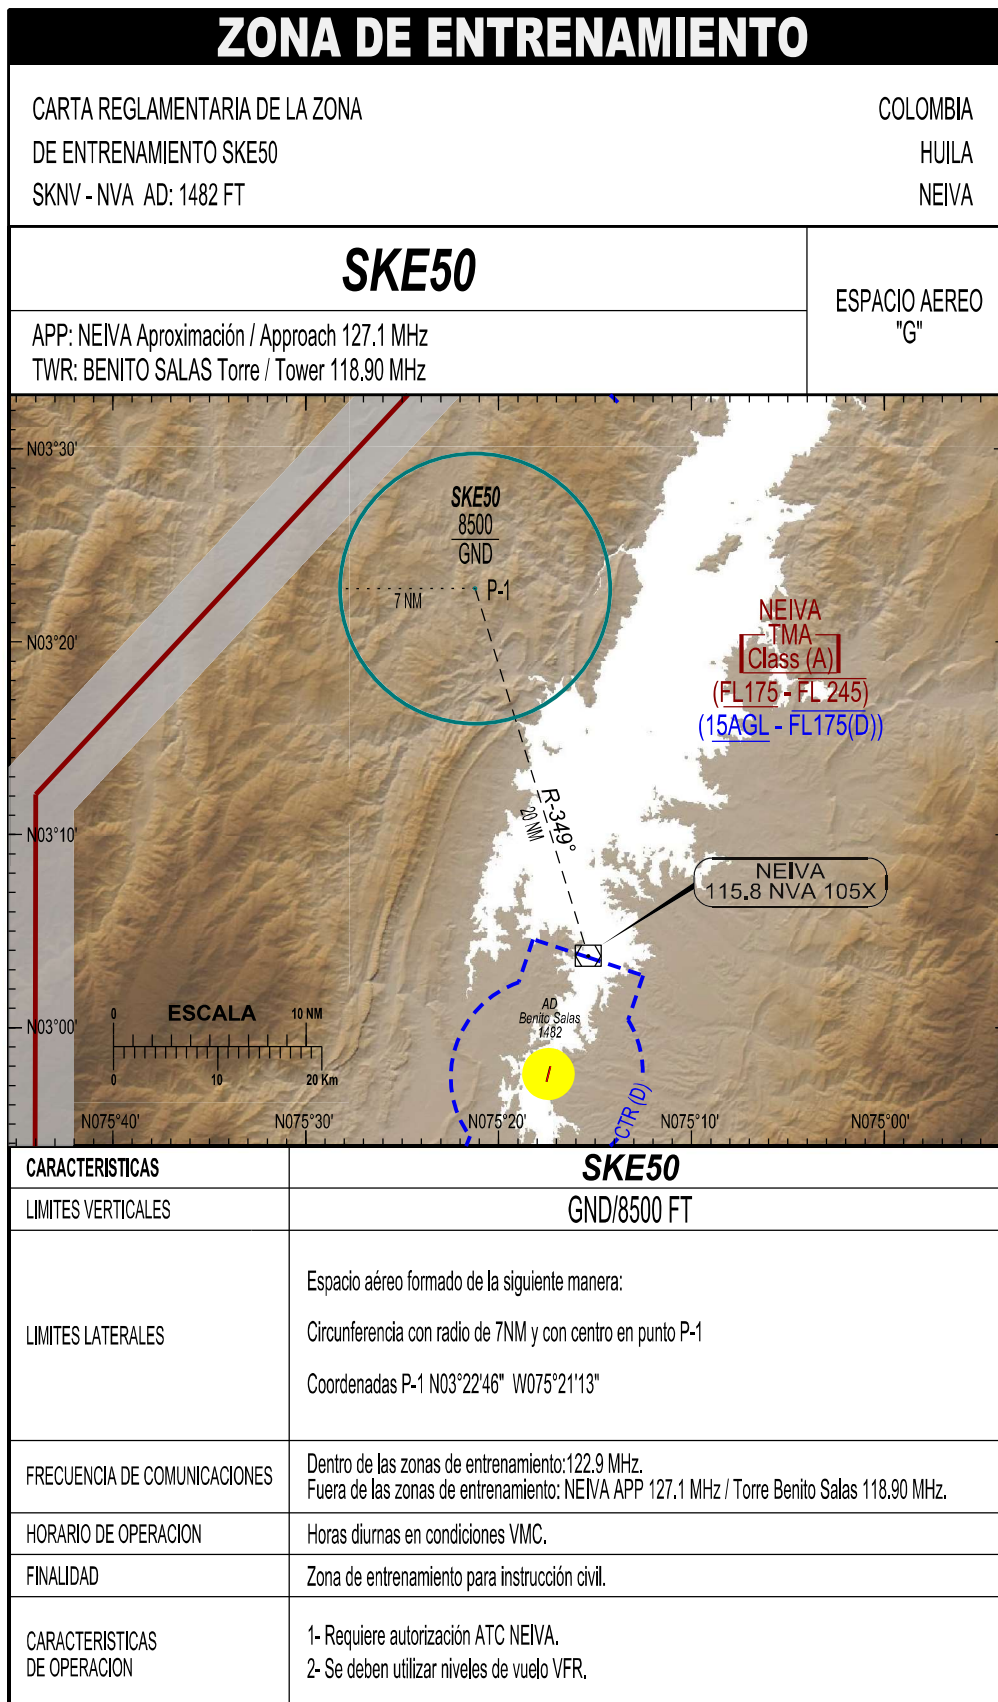 ZONA DE ENTRENAMIENTO
CARTA REGLAMENTARIA DE LA ZONA
DE ENTRENAMIENTO SKE50
SKNV - NVA AD: 1482 FT
COLOMBIA
HUILA
NEIVA
SKE50
APP: NEIVA Aproximación / Approach 127.1 MHz
TWR: BENITO SALAS Torre / Tower 118.90 MHz
ESPACIO AEREO
"G"
N03°30'
SKE50
8500
GND
P-1
7 NM
N03°20'
NEIVA
TMA
Class (A)
(FL175 - FL 245)
(15AGL - FL175(D))
R-349°
20 NM
N03°10'
NEIVA
115.8 NVA 105X
AD
Benito Salas
1482
N03°00'
0 ESCALA 10 NM
0 10 20 Km
CTR (D)
N075°40'
N075°30'
N075°20'
N075°10'
N075°00'
CARACTERISTICAS
SKE50
LIMITES VERTICALES
GND/8500 FT
LIMITES LATERALES
Espacio aéreo formado de la siguiente manera:
Circunferencia con radio de 7NM y con centro en punto P-1
Coordenadas P-1 N03°22'46" W075°21'13"
FRECUENCIA DE COMUNICACIONES
Dentro de las zonas de entrenamiento:122.9 MHz.
Fuera de las zonas de entrenamiento: NEIVA APP 127.1 MHz / Torre Benito Salas 118.90 MHz.
HORARIO DE OPERACION
Horas diurnas en condiciones VMC.
FINALIDAD
Zona de entrenamiento para instrucción civil.
CARACTERISTICAS
DE OPERACION
1- Requiere autorización ATC NEIVA.
2- Se deben utilizar niveles de vuelo VFR.